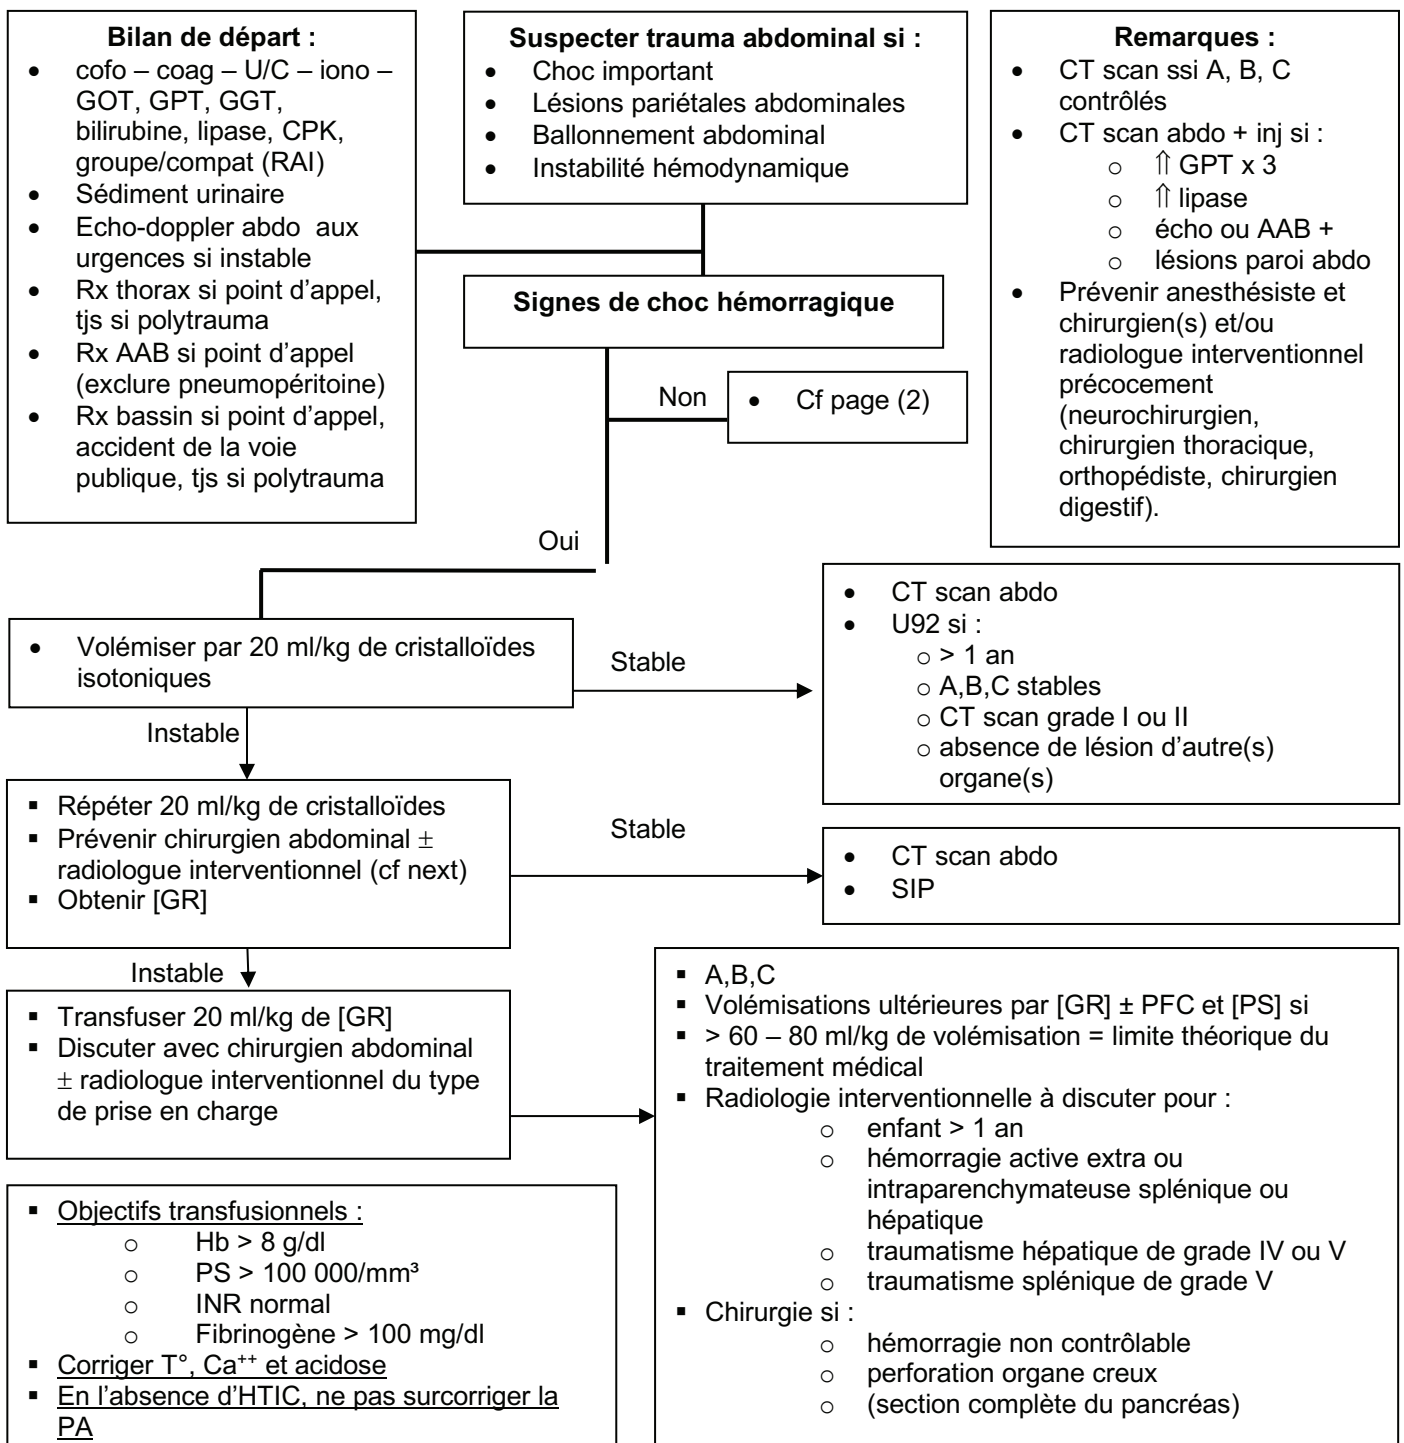 Bilan de départ :
• cofo – coag – U/C – iono –
GOT, GPT, GGT,
bilirubine, lipase, CPK,
groupe/compat (RAI)
• Sédiment urinaire
• Echo-doppler abdo aux
urgences si instable
• Rx thorax si point d’appel,
tjs si polytrauma
• Rx AAB si point d’appel
(exclure pneumopéritoine)
• Rx bassin si point d’appel,
accident de la voie
publique, tjs si polytrauma
Suspecter trauma abdominal si :
• Choc important
• Lésions pariétales abdominales
• Ballonnement abdominal
• Instabilité hémodynamique
Remarques :
• CT scan ssi A, B, C
contrôlés
• CT scan abdo + inj si :
o ⇑ GPT x 3
o ⇑ lipase
o écho ou AAB +
o lésions paroi abdo
• Prévenir anesthésiste et
chirurgien(s) et/ou
radiologue interventionnel
précocement
(neurochirurgien,
chirurgien thoracique,
orthopédiste, chirurgien
digestif).
Signes de choc hémorragique
Non
• Cf page (2)
Oui
• Volémiser par 20 ml/kg de cristalloïdes
isotoniques
Stable
• CT scan abdo
• U92 si :
o > 1 an
o A,B,C stables
o CT scan grade I ou II
o absence de lésion d’autre(s)
organe(s)
Instable
▪ Répéter 20 ml/kg de cristalloïdes
▪ Prévenir chirurgien abdominal ±
radiologue interventionnel (cf next)
▪ Obtenir [GR]
Stable
• CT scan abdo
• SIP
Instable
▪ Transfuser 20 ml/kg de [GR]
▪ Discuter avec chirurgien abdominal
± radiologue interventionnel du type
de prise en charge
▪ A,B,C
▪ Volémisations ultérieures par [GR] ± PFC et [PS] si
▪ > 60 – 80 ml/kg de volémisation = limite théorique du
traitement médical
▪ Radiologie interventionnelle à discuter pour :
o enfant > 1 an
o hémorragie active extra ou
intraparenchymateuse splénique ou
hépatique
o traumatisme hépatique de grade IV ou V
o traumatisme splénique de grade V
▪ Chirurgie si :
o hémorragie non contrôlable
o perforation organe creux
o (section complète du pancréas)
▪ Objectifs transfusionnels :
o Hb > 8 g/dl
o PS > 100 000/mm³
o INR normal
o Fibrinogène > 100 mg/dl
▪ Corriger T°, Ca⁺⁺ et acidose
▪ En l’absence d’HTIC, ne pas surcorriger la
PA